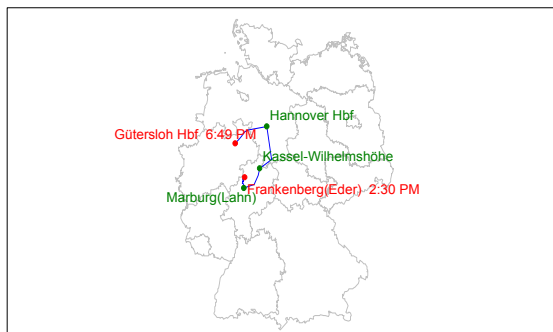 Hannover Hbf
Gütersloh Hbf  6:49 PM
Kassel-Wilhelmshöhe
Frankenberg(Eder)  2:30 PM
Marburg(Lahn)